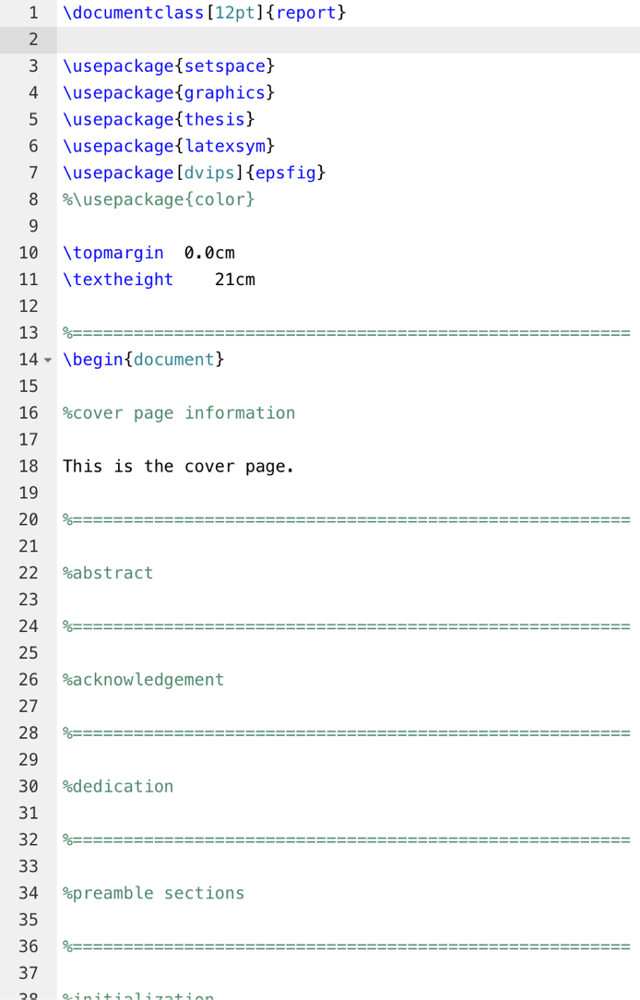 1 \documentclass[12pt]{report}
2
3 \usepackage{setspace}
4 \usepackage{graphics}
5 \usepackage{thesis}
6 \usepackage{latexsym}
7 \usepackage[dvips]{epsfig}
8 %\usepackage{color}
9
10 \topmargin  0.0cm
11 \textheight    21cm
12
13 %=======================================================
14 \begin{document}
15
16 %cover page information
17
18 This is the cover page.
19
20 %=======================================================
21
22 %abstract
23
24 %=======================================================
25
26 %acknowledgement
27
28 %=======================================================
29
30 %dedication
31
32 %=======================================================
33
34 %preamble sections
35
36 %=======================================================
37
38 %initialization